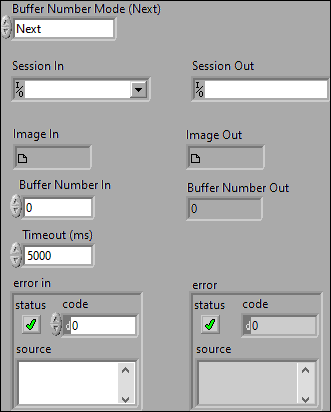 Buffer Number Mode (Next)
Next
Session In
Session Out
I/O
I/O
Image In
Image Out
Buffer Number In
Buffer Number Out
0
0
Timeout (ms)
5000
error in
error
status
code
status
code
d0
d0
source
source